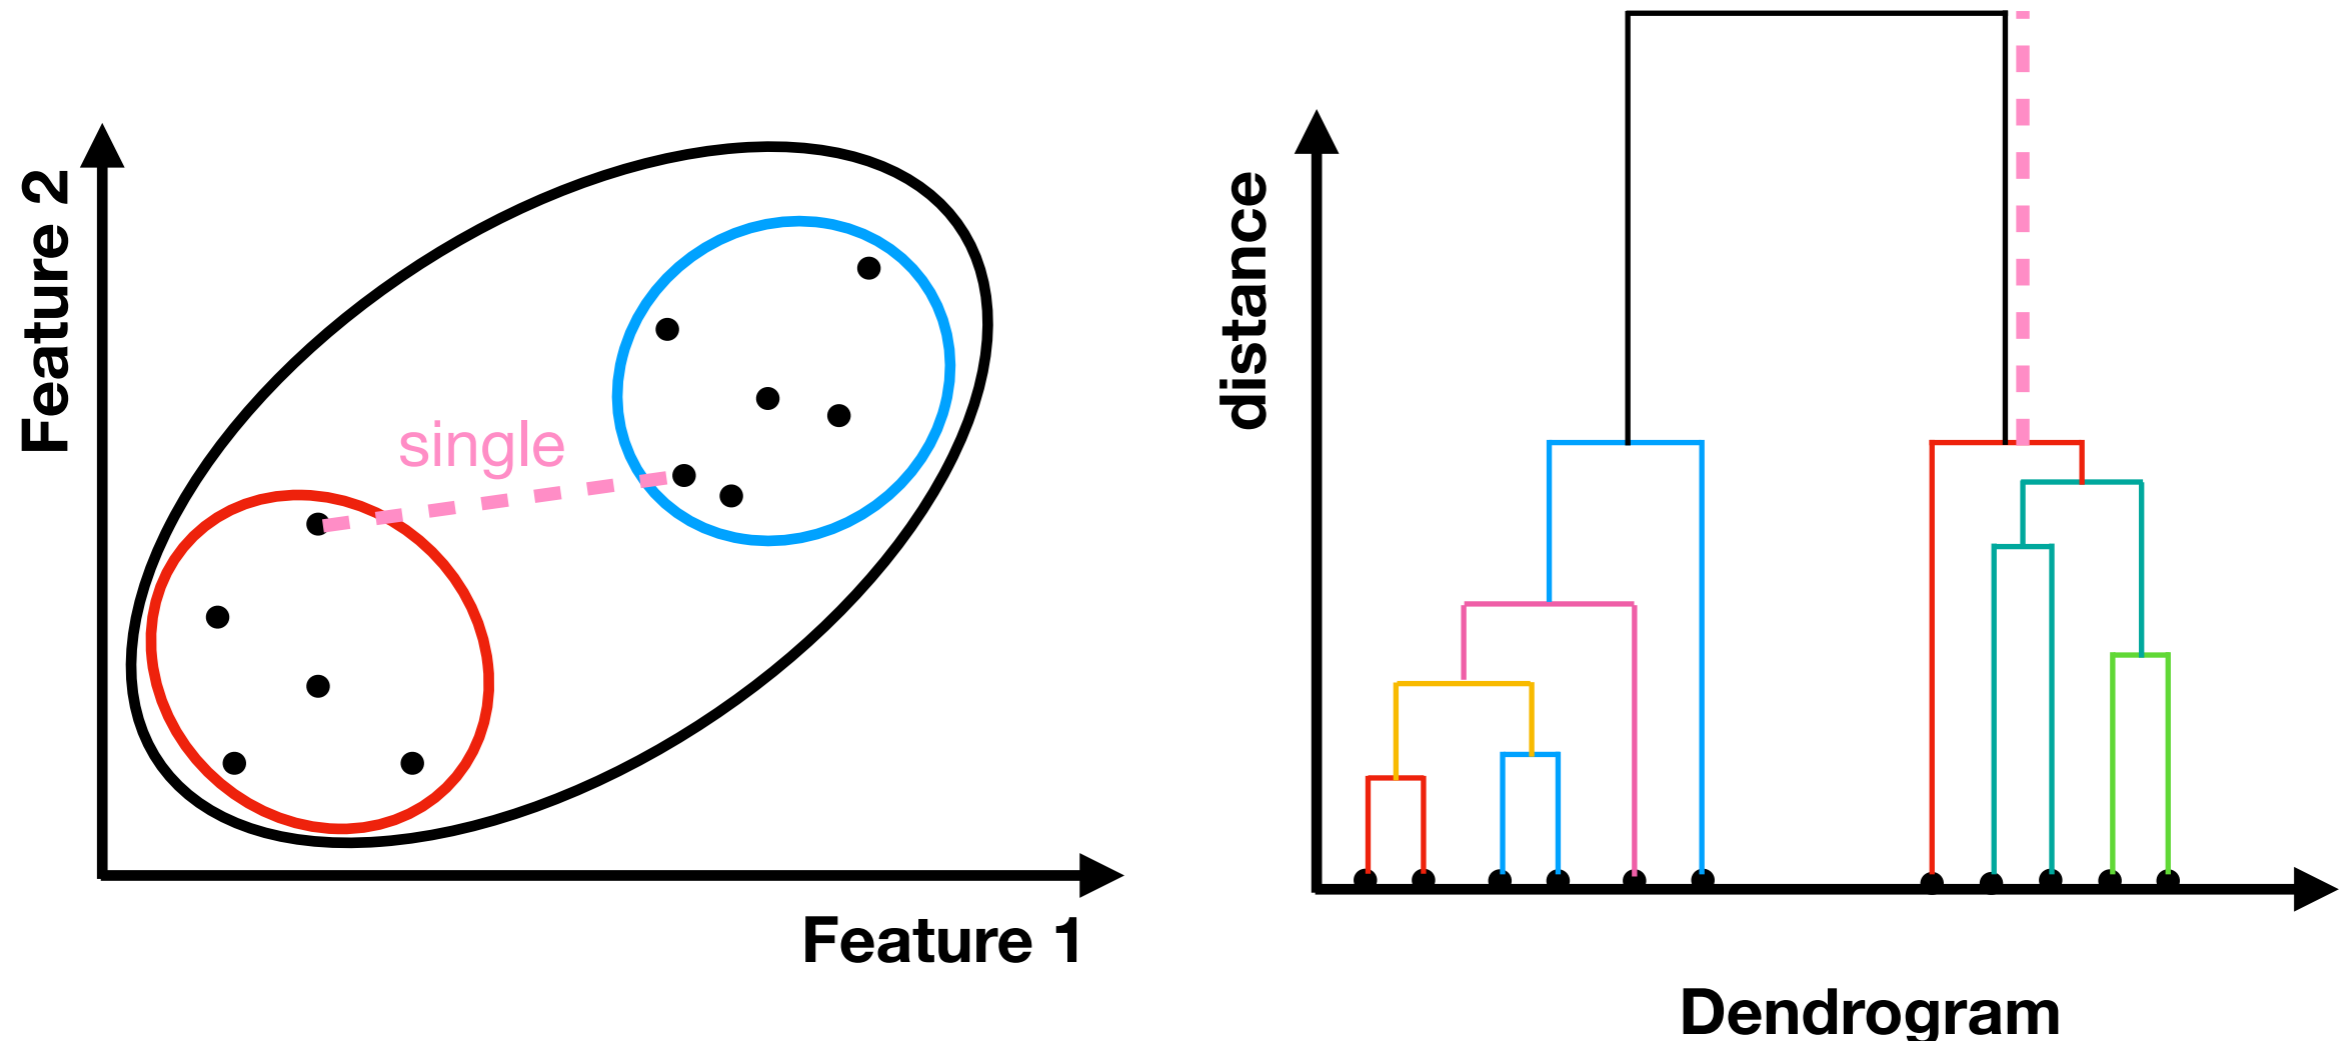 Feature 2
single
Feature 1
distance
Dendrogram